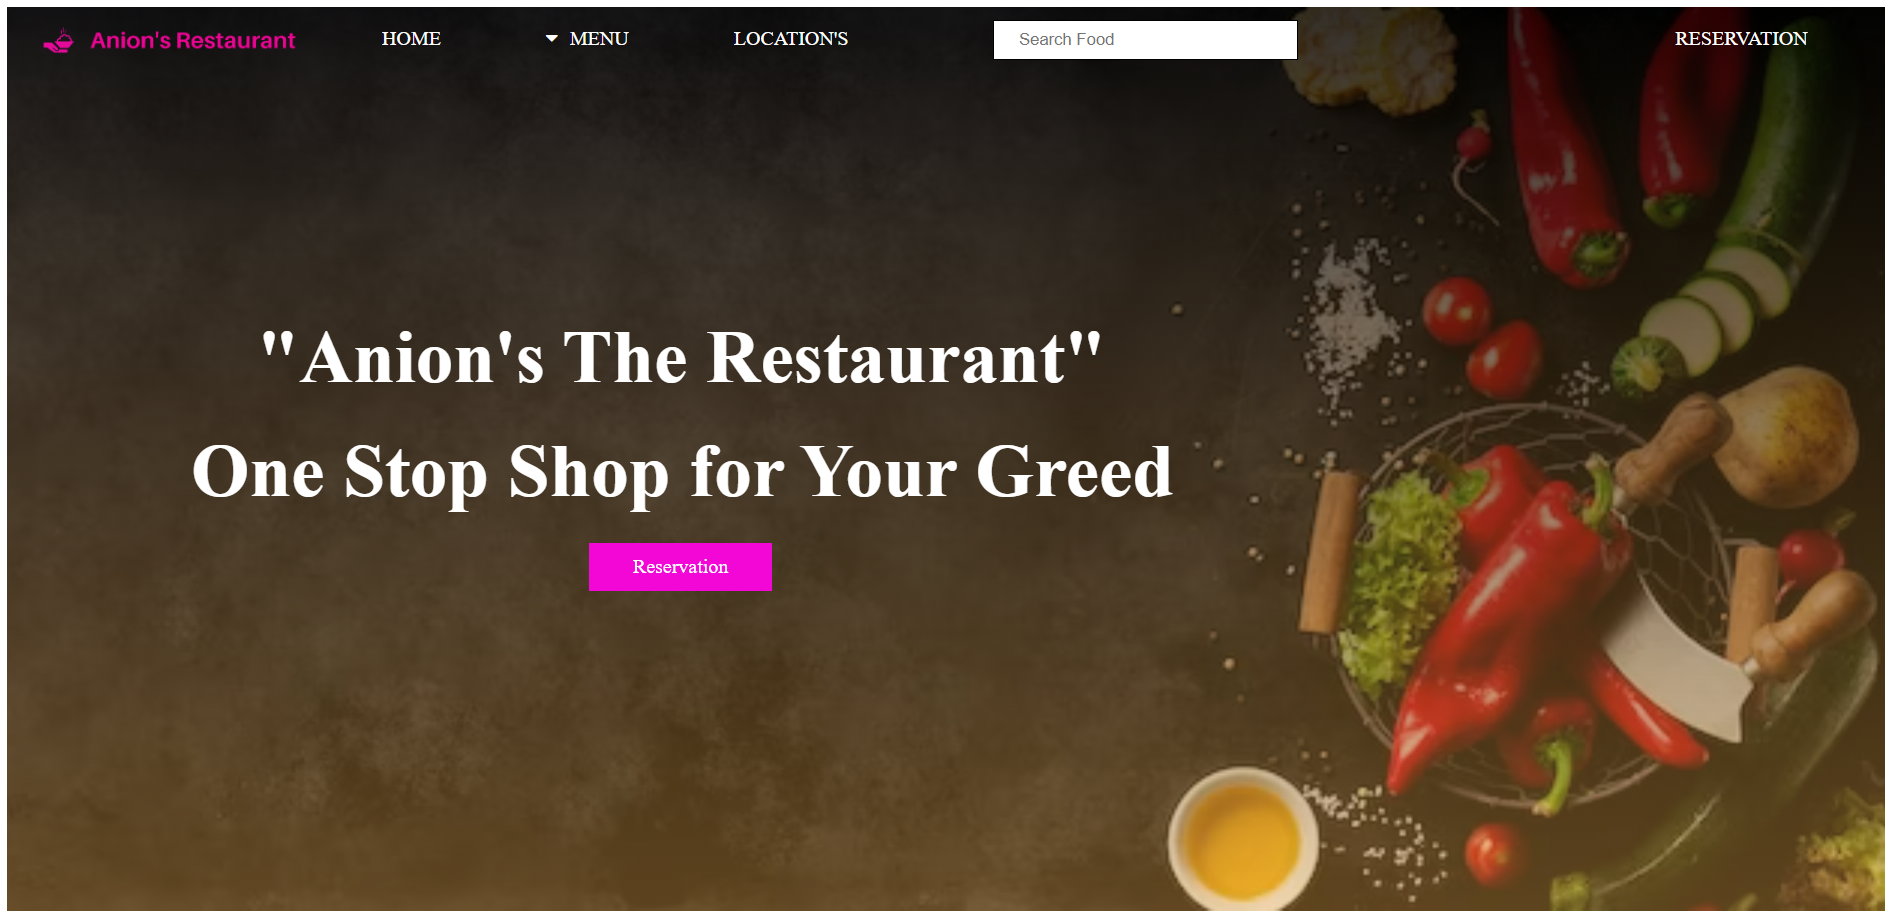 Anion's Restaurant
HOME
MENU
LOCATION'S
Search Food
RESERVATION
"Anion's The Restaurant"
One Stop Shop for Your Greed
Reservation